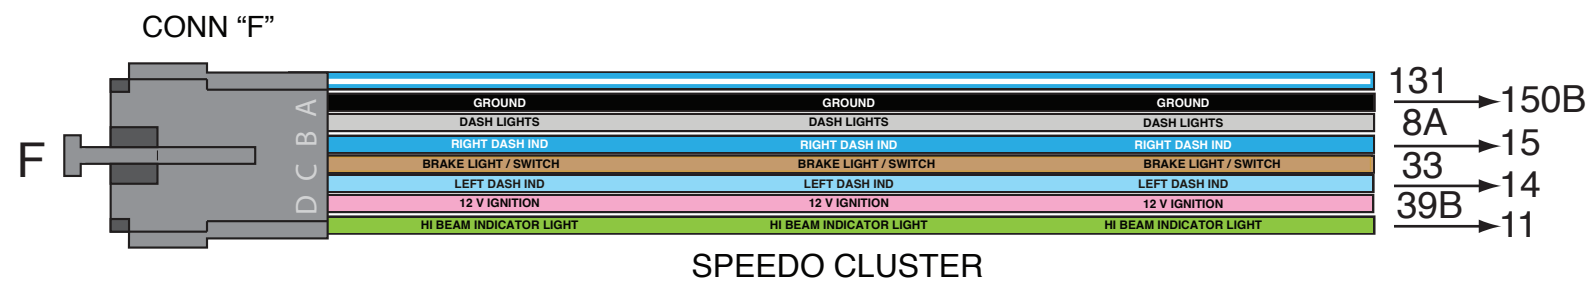 CONN “F”
131
A
GROUND GROUND GROUND
150B
DASH LIGHTS DASH LIGHTS DASH LIGHTS
8A
B
RIGHT DASH IND RIGHT DASH IND RIGHT DASH IND
15
F
BRAKE LIGHT / SWITCH BRAKE LIGHT / SWITCH BRAKE LIGHT / SWITCH
33
C
LEFT DASH IND LEFT DASH IND LEFT DASH IND
14
D
12 V IGNITION 12 V IGNITION 12 V IGNITION
39B
HI BEAM INDICATOR LIGHT HI BEAM INDICATOR LIGHT HI BEAM INDICATOR LIGHT
11
SPEEDO CLUSTER